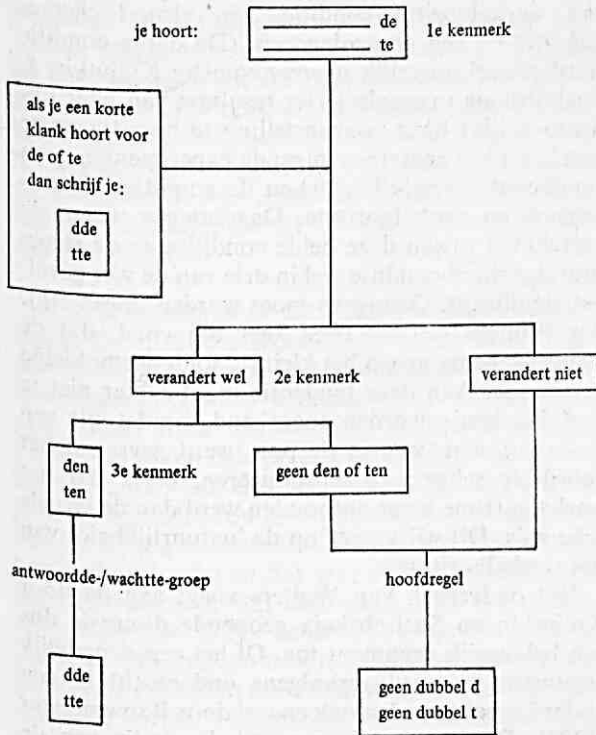 je hoort:
de
te
1e kenmerk
als je een korte
klank hoort voor
de of te
dan schrijf je:
dde
tte
verandert wel
2e kenmerk
verandert niet
den
ten
3e kenmerk
geen den of ten
antwoordde-/wachtte-groep
hoofdregel
dde
tte
geen dubbel d
geen dubbel t